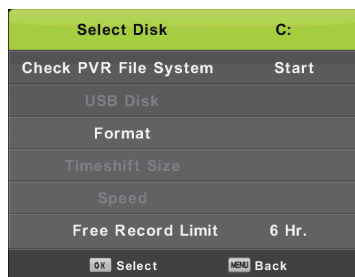 Select Disk C:
Check PVR File System Start
USB Disk
Format
Timeshift Size
Speed
Free Record Limit 6 Hr.
OK Select MENU Back